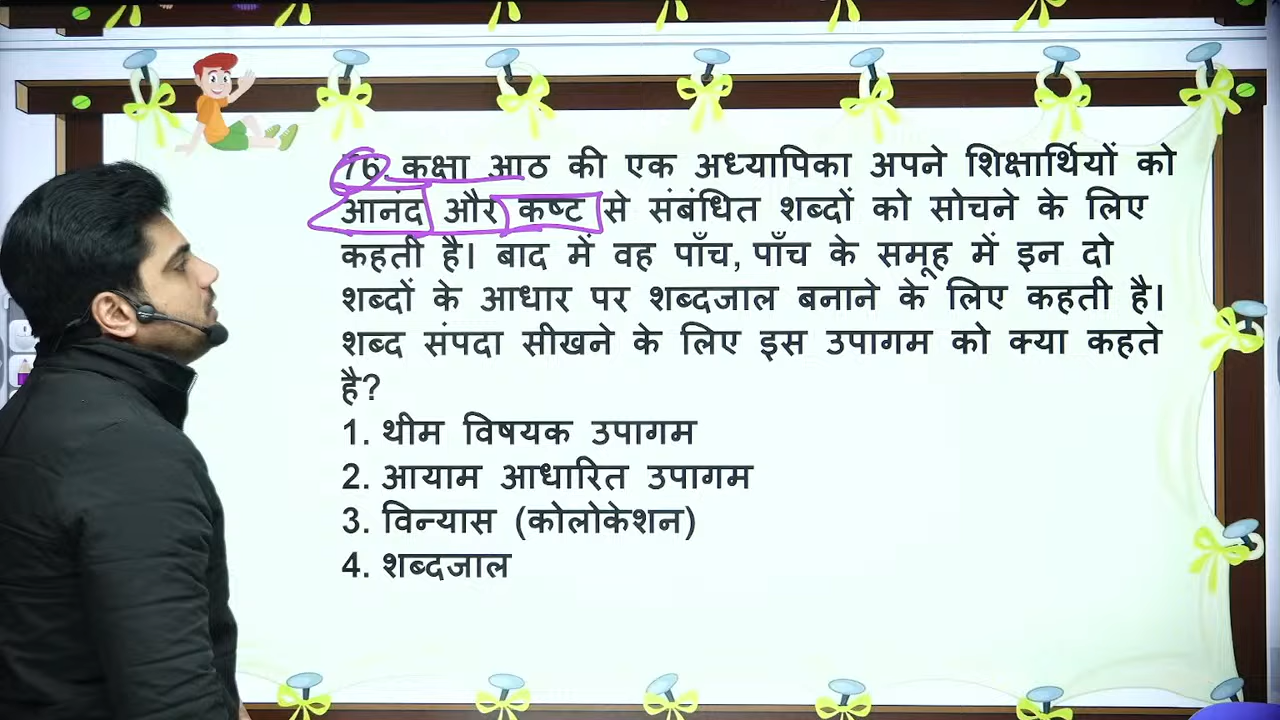 76 कक्षा आठ की एक अध्यापिका अपने शिक्षार्थियों को
आनंद और कष्ट से संबंधित शब्दों को सोचने के लिए
कहती है। बाद में वह पाँच, पाँच के समूह में इन दो
शब्दों के आधार पर शब्दजाल बनाने के लिए कहती है।
शब्द संपदा सीखने के लिए इस उपागम को क्या कहते
है?
1. थीम विषयक उपागम
2. आयाम आधारित उपागम
3. विन्यास (कोलोकेशन)
4. शब्दजाल